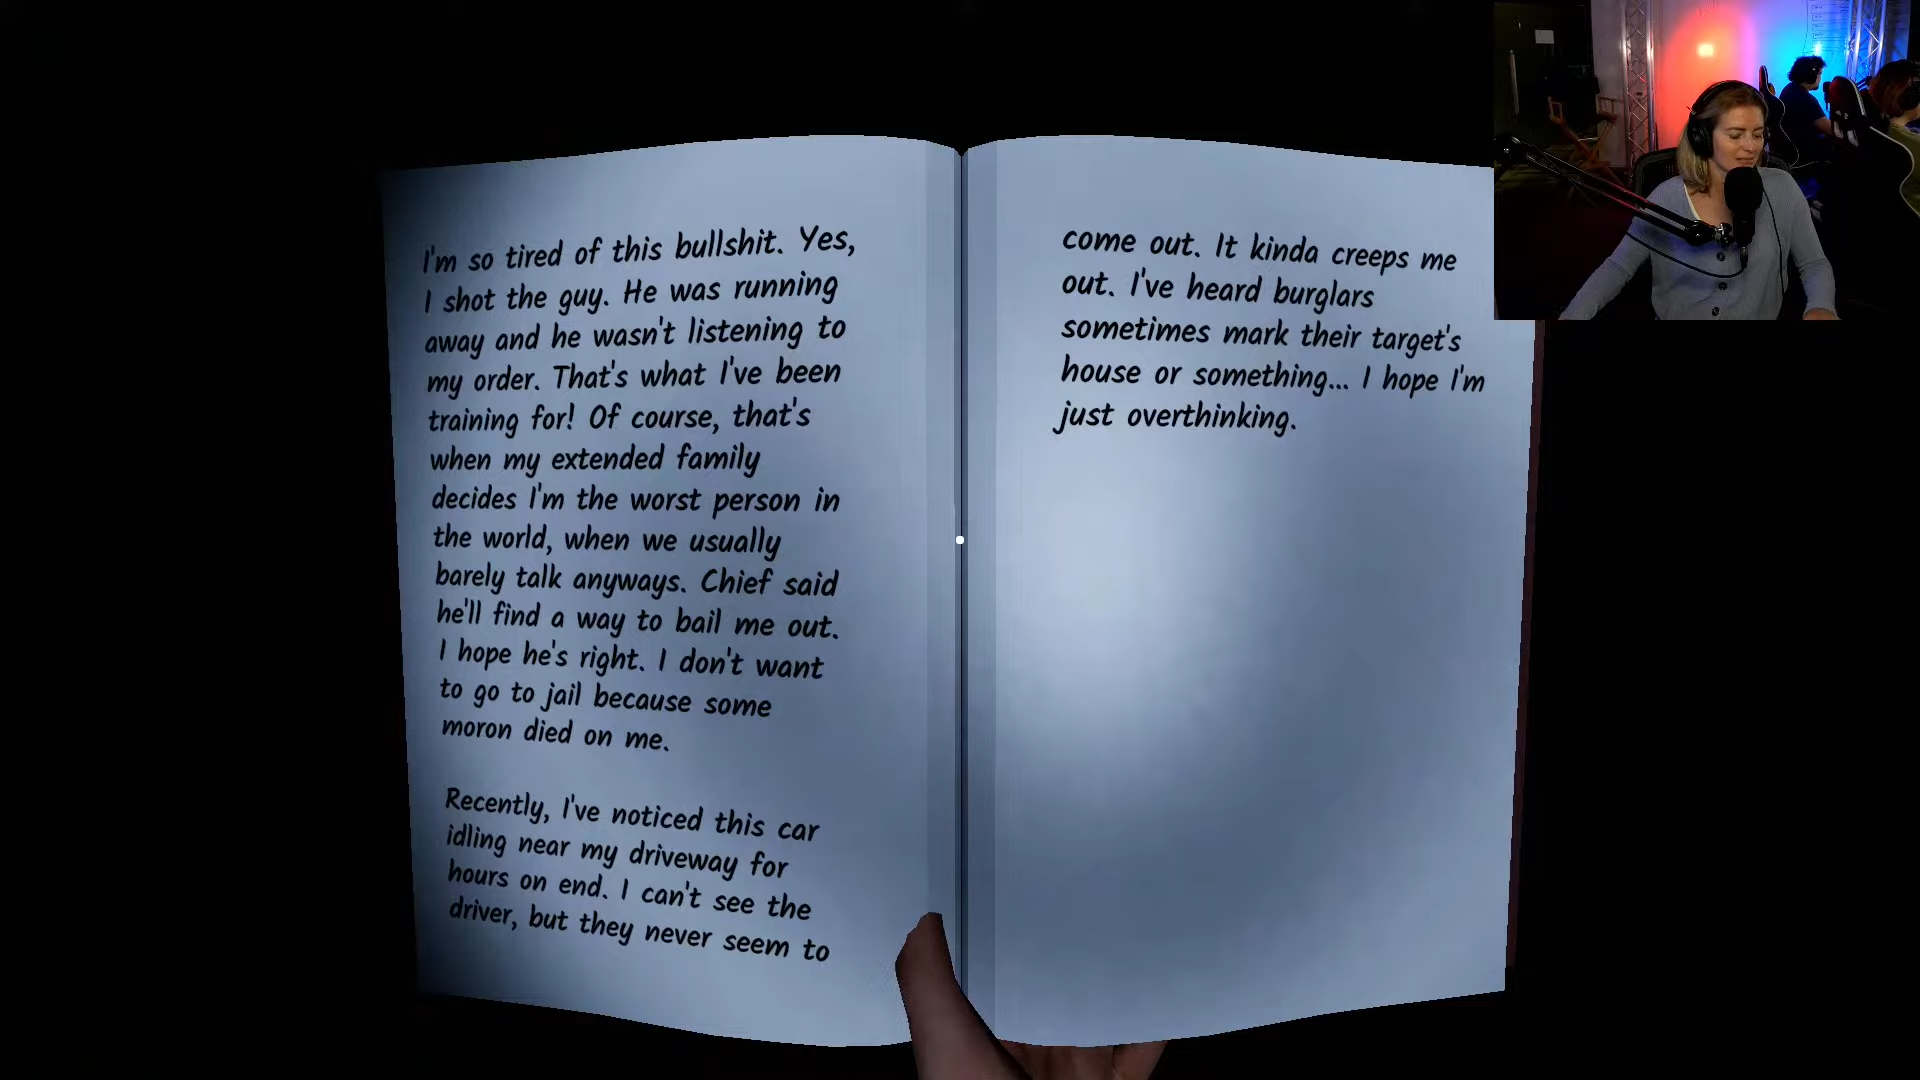 I'm so tired of this bullshit. Yes,
I shot the guy. He was running
away and he wasn't listening to
my order. That's what I've been
training for! Of course, that's
when my extended family
decides I'm the worst person in
the world, when we usually
barely talk anyways. Chief said
he'll find a way to bail me out.
I hope he's right. I don't want
to go to jail because some
moron died on me.
Recently, I've noticed this car
idling near my driveway for
hours on end. I can't see the
driver, but they never seem to
come out. It kinda creeps me
out. I've heard burglars
sometimes mark their target's
house or something... I hope I'm
just overthinking.